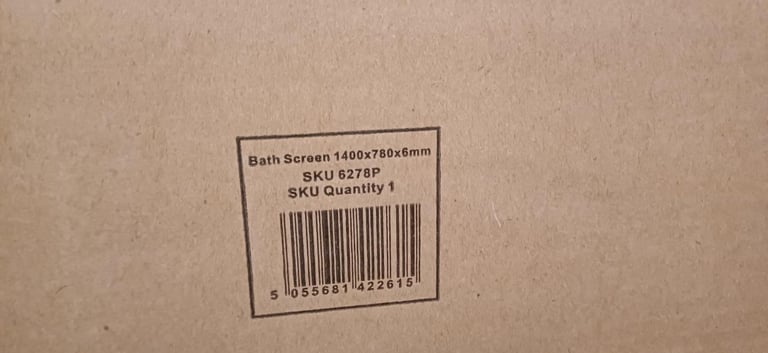 Bath Screen 1400x780x6mm
SKU 6278P
SKU Quantity 1
5 055681 422615